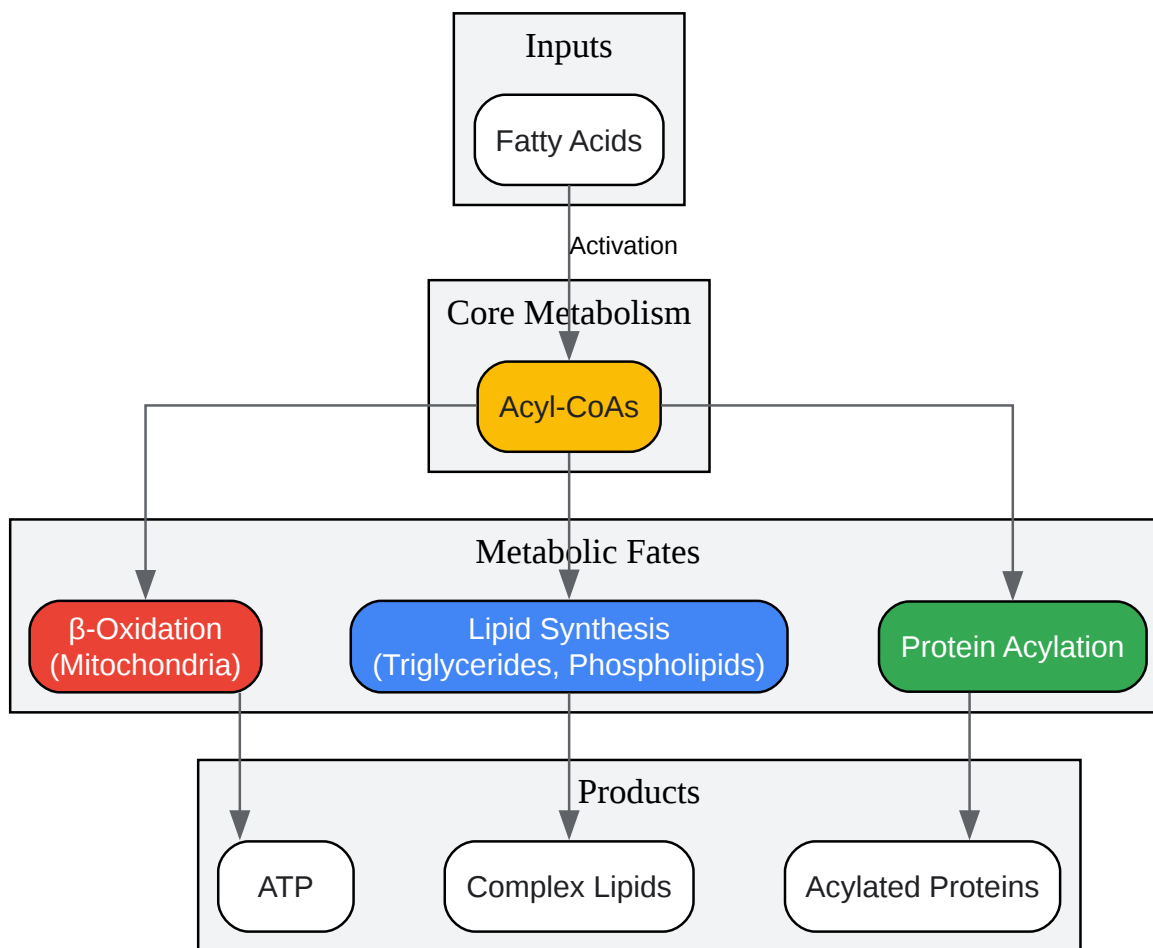 Inputs
Fatty Acids
Activation
Core Metabolism
Acyl-CoAs
Metabolic Fates
β-Oxidation
(Mitochondria)
Lipid Synthesis
(Triglycerides, Phospholipids)
Protein Acylation
Products
ATP
Complex Lipids
Acylated Proteins